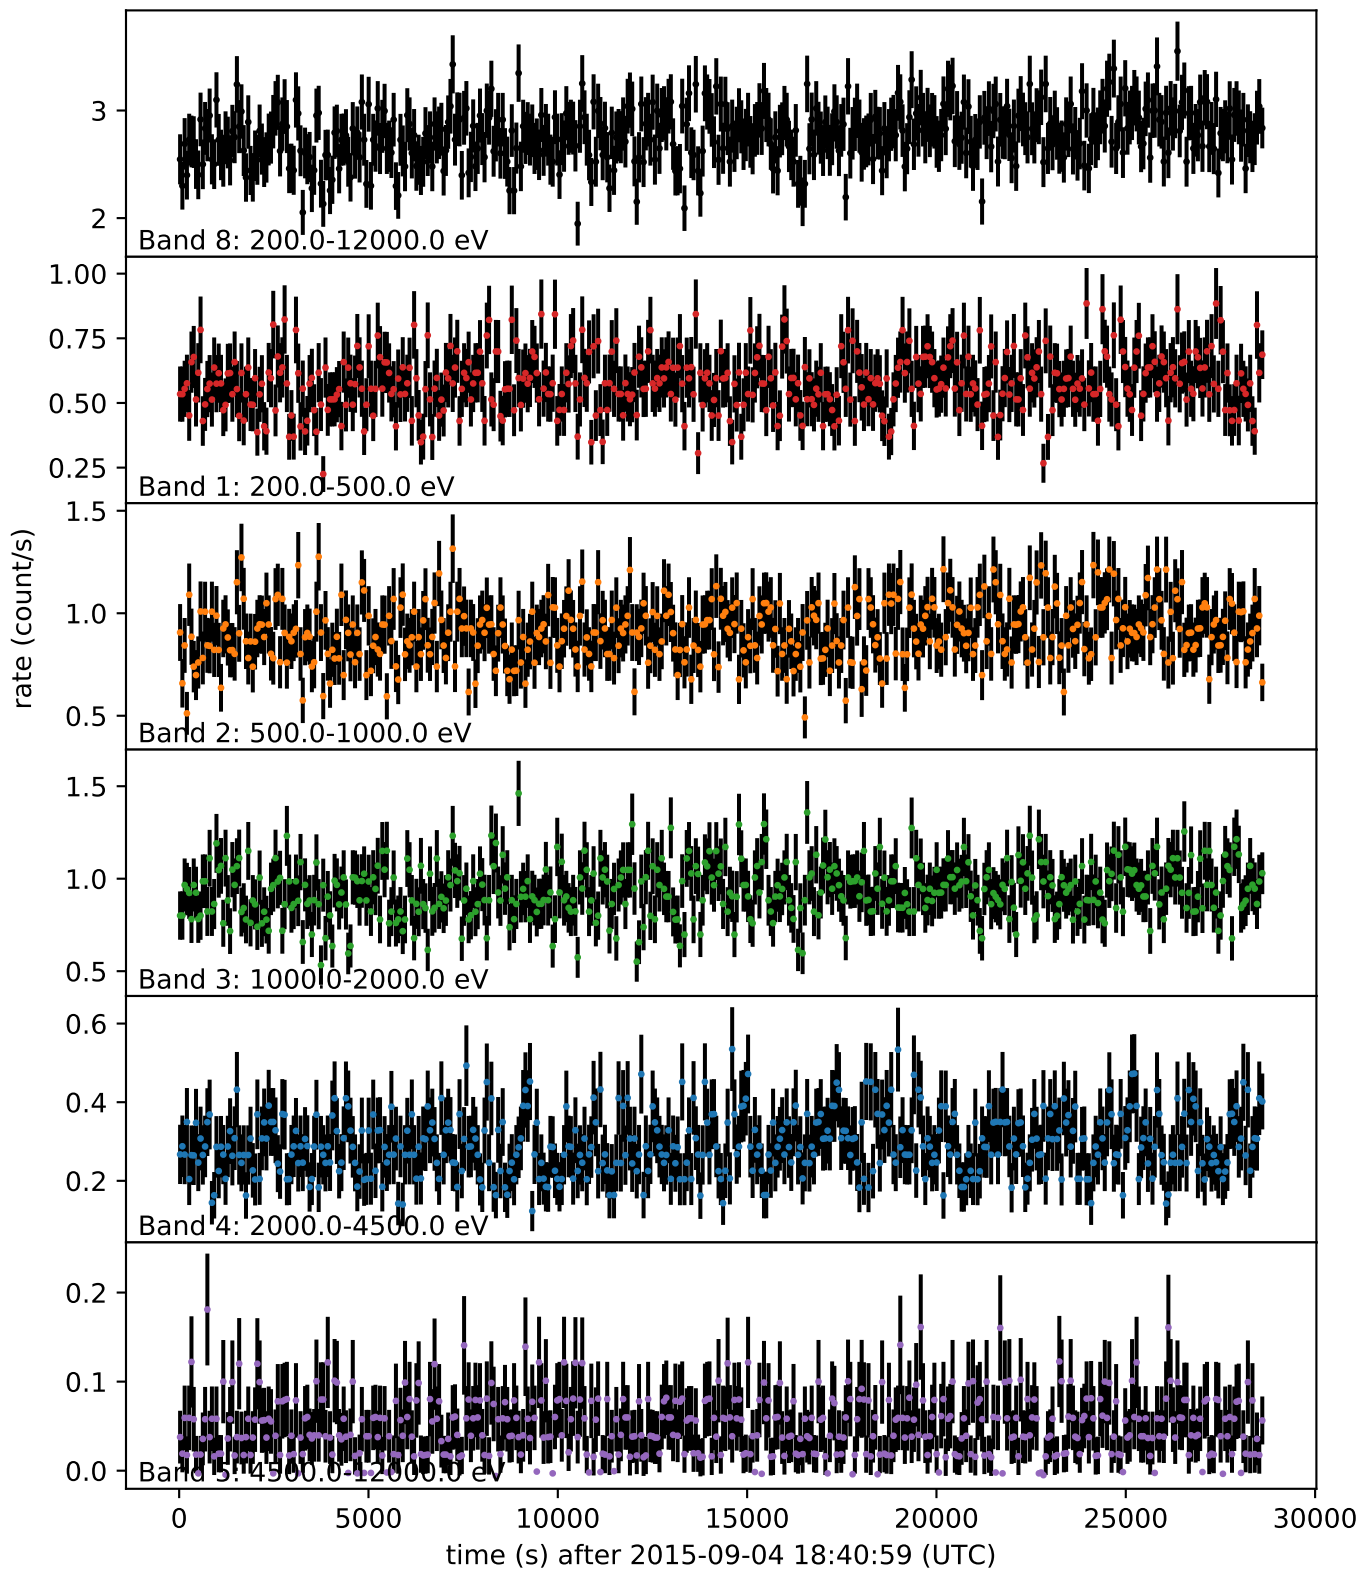 3
2
Band 8: 200.0-12000.0 eV
1.00
0.75
0.50
0.25
Band 1: 200.0-500.0 eV
rate (count/s)
1.5
1.0
0.5
Band 2: 500.0-1000.0 eV
1.5
1.0
0.5
Band 3: 1000.0-2000.0 eV
0.6
0.4
0.2
Band 4: 2000.0-4500.0 eV
0.2
0.1
0.0
Band 5: 4500.0-12000.0 eV
0 5000 10000 15000 20000 25000 30000
time (s) after 2015-09-04 18:40:59 (UTC)